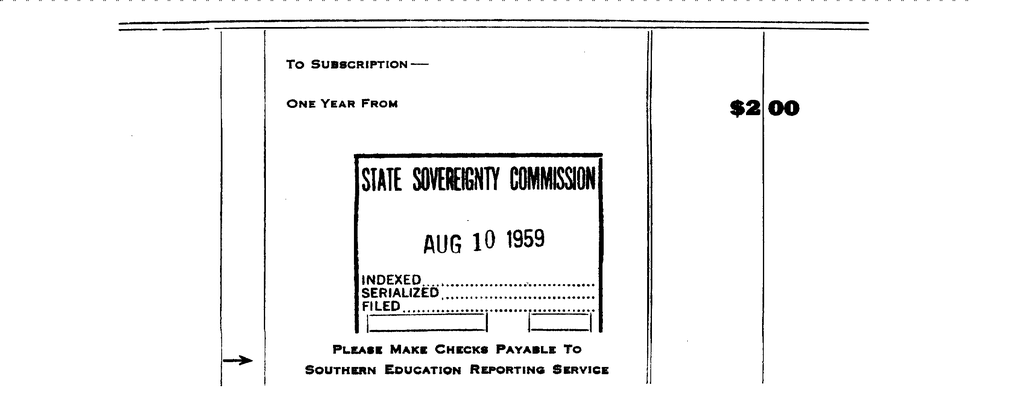 To Subscription—
One Year From
$2 00
STATE SOVEREIGNTY COMMISSION
AUG 10 1959
INDEXED
SERIALIZED
FILED
Please Make Checks Payable To
Southern Education Reporting Service